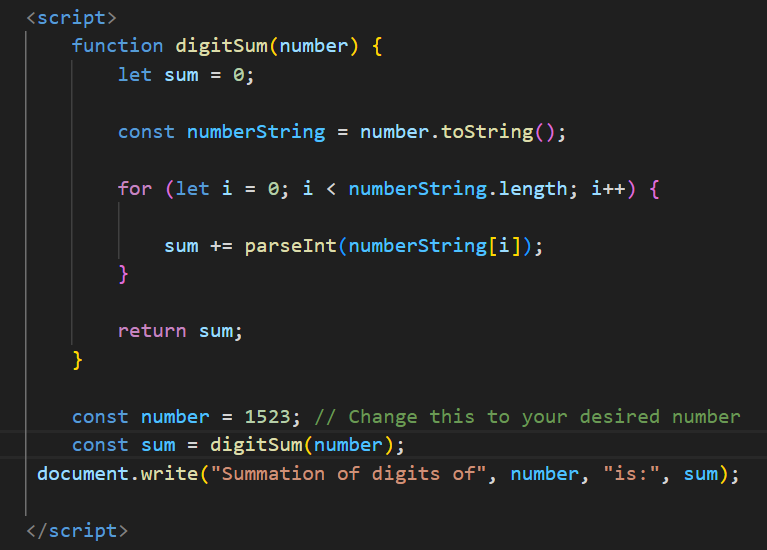 <script>
function digitSum(number) {
let sum = 0;
const numberString = number.toString();
for (let i = 0; i < numberString.length; i++) {
sum += parseInt(numberString[i]);
}
return sum;
}
const number = 1523; // Change this to your desired number
const sum = digitSum(number);
document.write("Summation of digits of", number, "is:", sum);
</script>